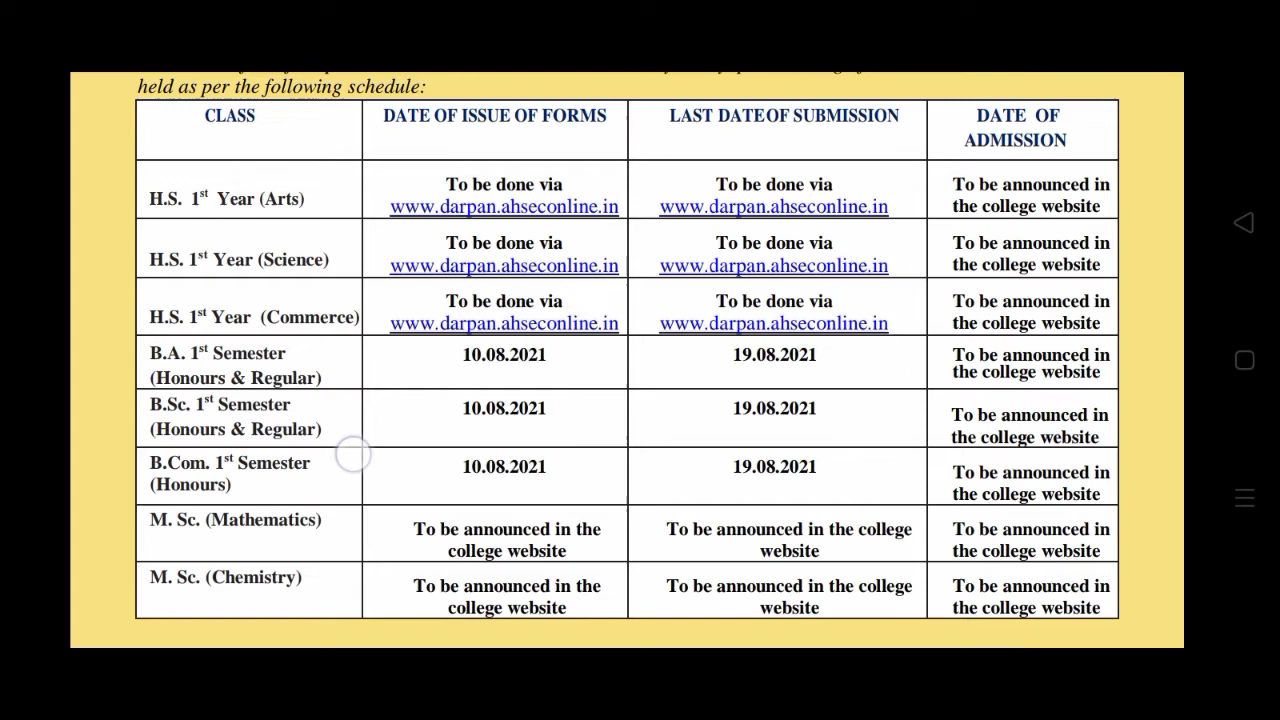 held as per the following schedule:
CLASS DATE OF ISSUE OF FORMS LAST DATE OF SUBMISSION DATE OF
ADMISSION
H.S. 1st Year (Arts) To be done via To be done via To be announced in
www.darpan.ahseconline.in www.darpan.ahseconline.in the college website
H.S. 1st Year (Science) To be done via To be done via To be announced in
www.darpan.ahseconline.in www.darpan.ahseconline.in the college website
H.S. 1st Year (Commerce) To be done via To be done via To be announced in
www.darpan.ahseconline.in www.darpan.ahseconline.in the college website
B.A. 1st Semester 10.08.2021 19.08.2021 To be announced in
(Honours & Regular) the college website
B.Sc. 1st Semester 10.08.2021 19.08.2021 To be announced in
(Honours & Regular) the college website
B.Com. 1st Semester 10.08.2021 19.08.2021 To be announced in
(Honours) the college website
M. Sc. (Mathematics) To be announced in the To be announced in the college To be announced in
college website website the college website
M. Sc. (Chemistry) To be announced in the To be announced in the college To be announced in
college website website the college website